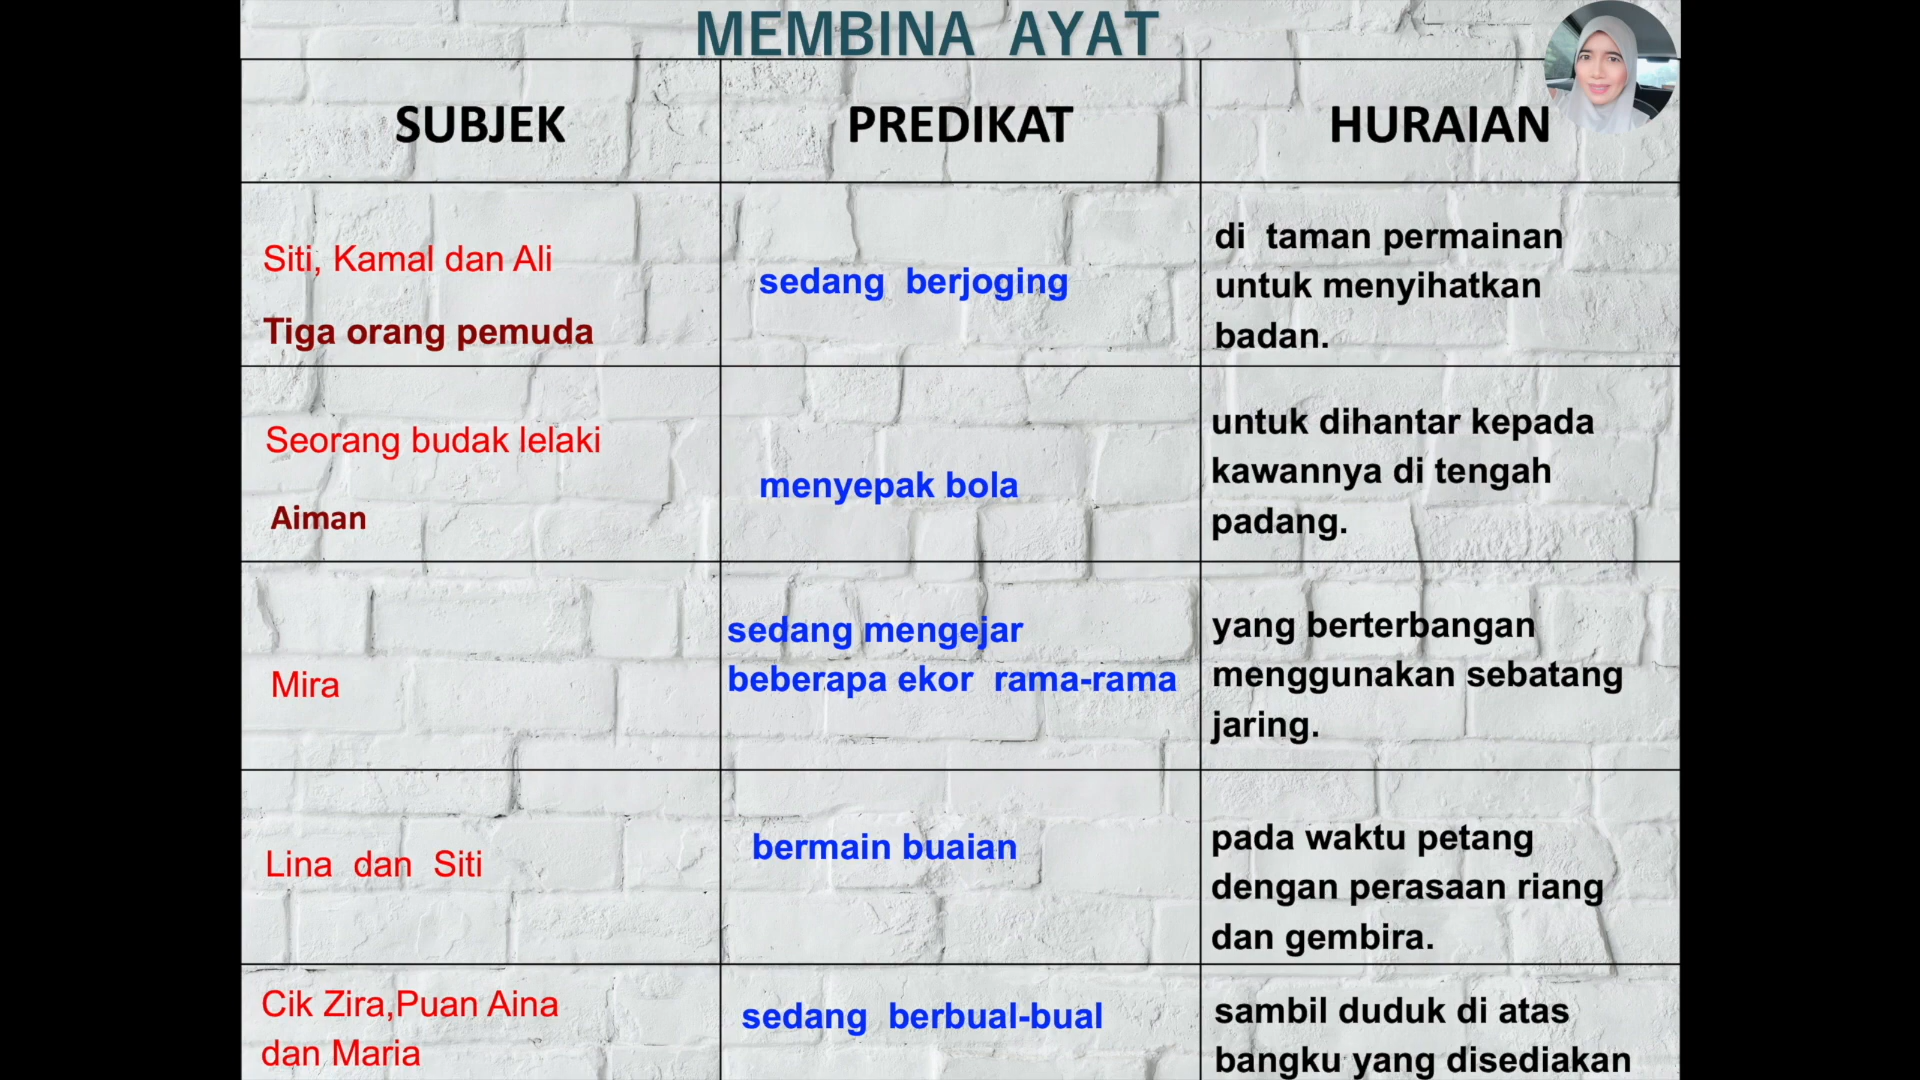 MEMBINA AYAT
SUBJEK
PREDIKAT
HURAIAN
Siti, Kamal dan Ali
Tiga orang pemuda
sedang berjoging
di taman permainan
untuk menyihatkan
badan.
Seorang budak lelaki
Aiman
menyepak bola
untuk dihantar kepada
kawannya di tengah
padang.
Mira
sedang mengejar
beberapa ekor rama-rama
yang berterbangan
menggunakan sebatang
jaring.
Lina dan Siti
bermain buaian
pada waktu petang
dengan perasaan riang
dan gembira.
Cik Zira,Puan Aina
dan Maria
sedang berbual-bual
sambil duduk di atas
bangku yang disediakan